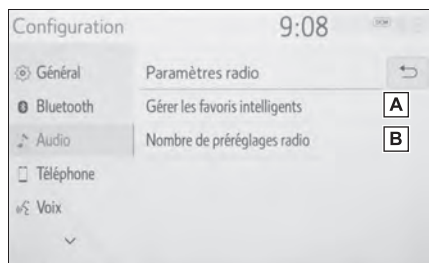 Configuration 9:08
Général
Paramètres radio
Bluetooth
Gérer les favoris intelligents A
Audio
Nombre de préréglages radio B
Téléphone
Voix